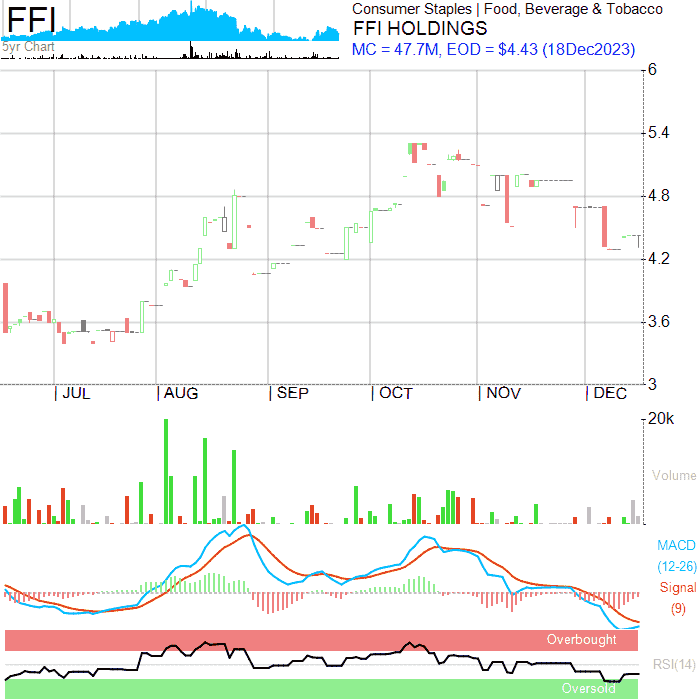 FFI
5yr Chart
Consumer Staples | Food, Beverage & Tobacco
FFI HOLDINGS
MC = 47.7M, EOD = $4.43 (18Dec2023)
6
5.4
4.8
4.2
3.6
3
| JUL | AUG | SEP | OCT | NOV | DEC
20k
Volume
MACD
(12-26)
Signal
(9)
Overbought
RSI(14)
Oversold